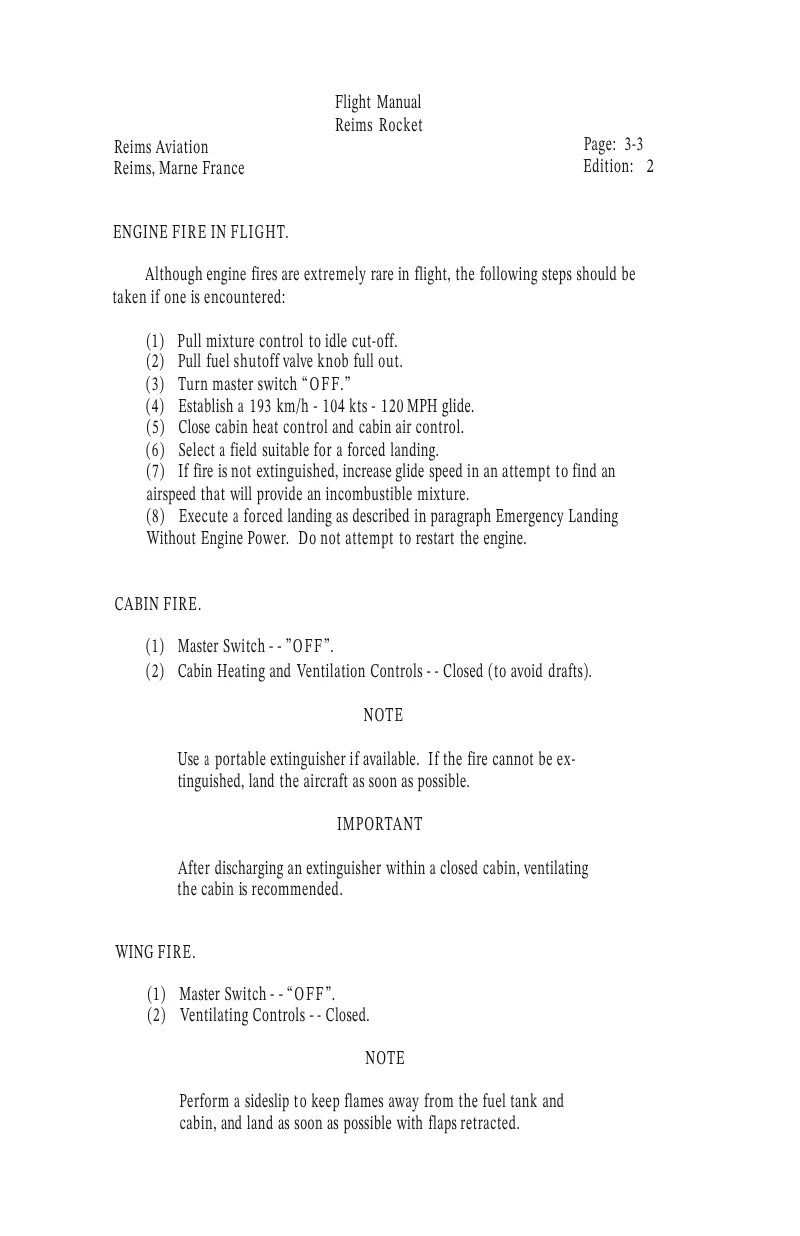 Flight Manual
Reims Rocket
Reims Aviation
Page: 3-3
Reims, Marne France
Edition: 2
ENGINE FIRE IN FLIGHT.
Although engine fires are extremely rare in flight, the following steps should be
taken if one is encountered:
(1) Pull mixture control to idle cut-off.
(2) Pull fuel shutoff valve knob full out.
(3) Turn master switch “OFF.”
(4) Establish a 193 km/h - 104 kts - 120 MPH glide.
(5) Close cabin heat control and cabin air control.
(6) Select a field suitable for a forced landing.
(7) If fire is not extinguished, increase glide speed in an attempt to find an
airspeed that will provide an incombustible mixture.
(8) Execute a forced landing as described in paragraph Emergency Landing
Without Engine Power. Do not attempt to restart the engine.
CABIN FIRE.
(1) Master Switch - - ”OFF”.
(2) Cabin Heating and Ventilation Controls - - Closed (to avoid drafts).
NOTE
Use a portable extinguisher if available. If the fire cannot be ex-
tinguished, land the aircraft as soon as possible.
IMPORTANT
After discharging an extinguisher within a closed cabin, ventilating
the cabin is recommended.
WING FIRE.
(1) Master Switch - - “OFF”.
(2) Ventilating Controls - - Closed.
NOTE
Perform a sideslip to keep flames away from the fuel tank and
cabin, and land as soon as possible with flaps retracted.